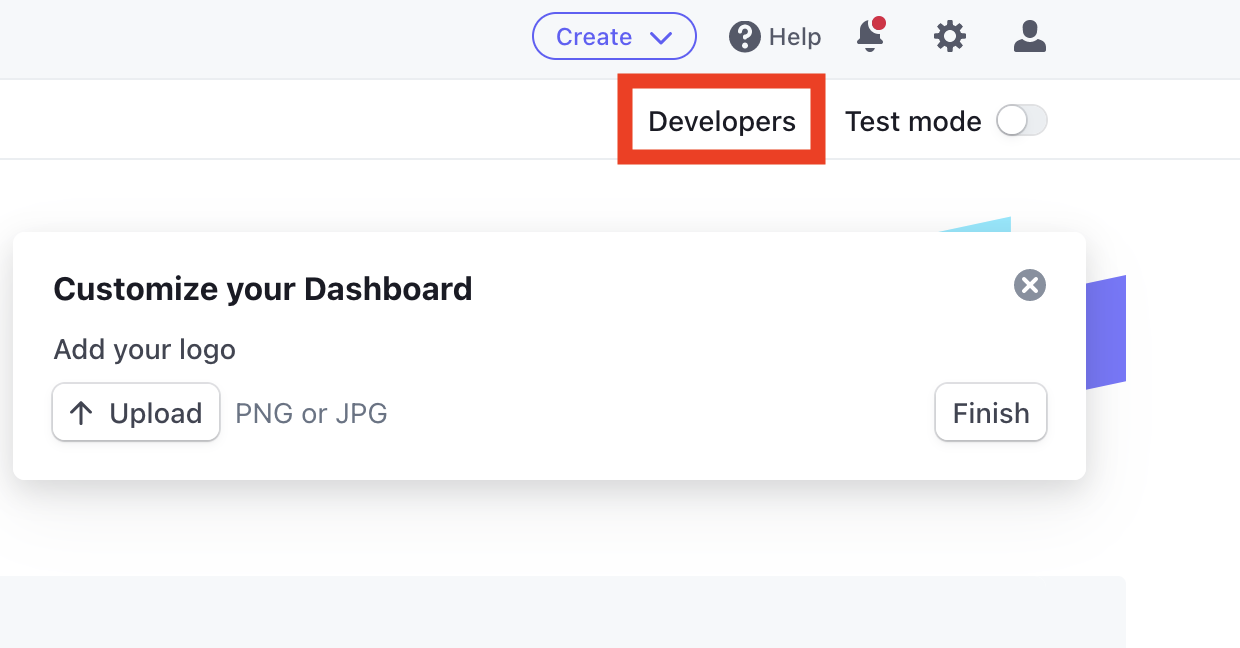 Create
Help
Developers
Test mode
Customize your Dashboard
Add your logo
Upload
PNG or JPG
Finish